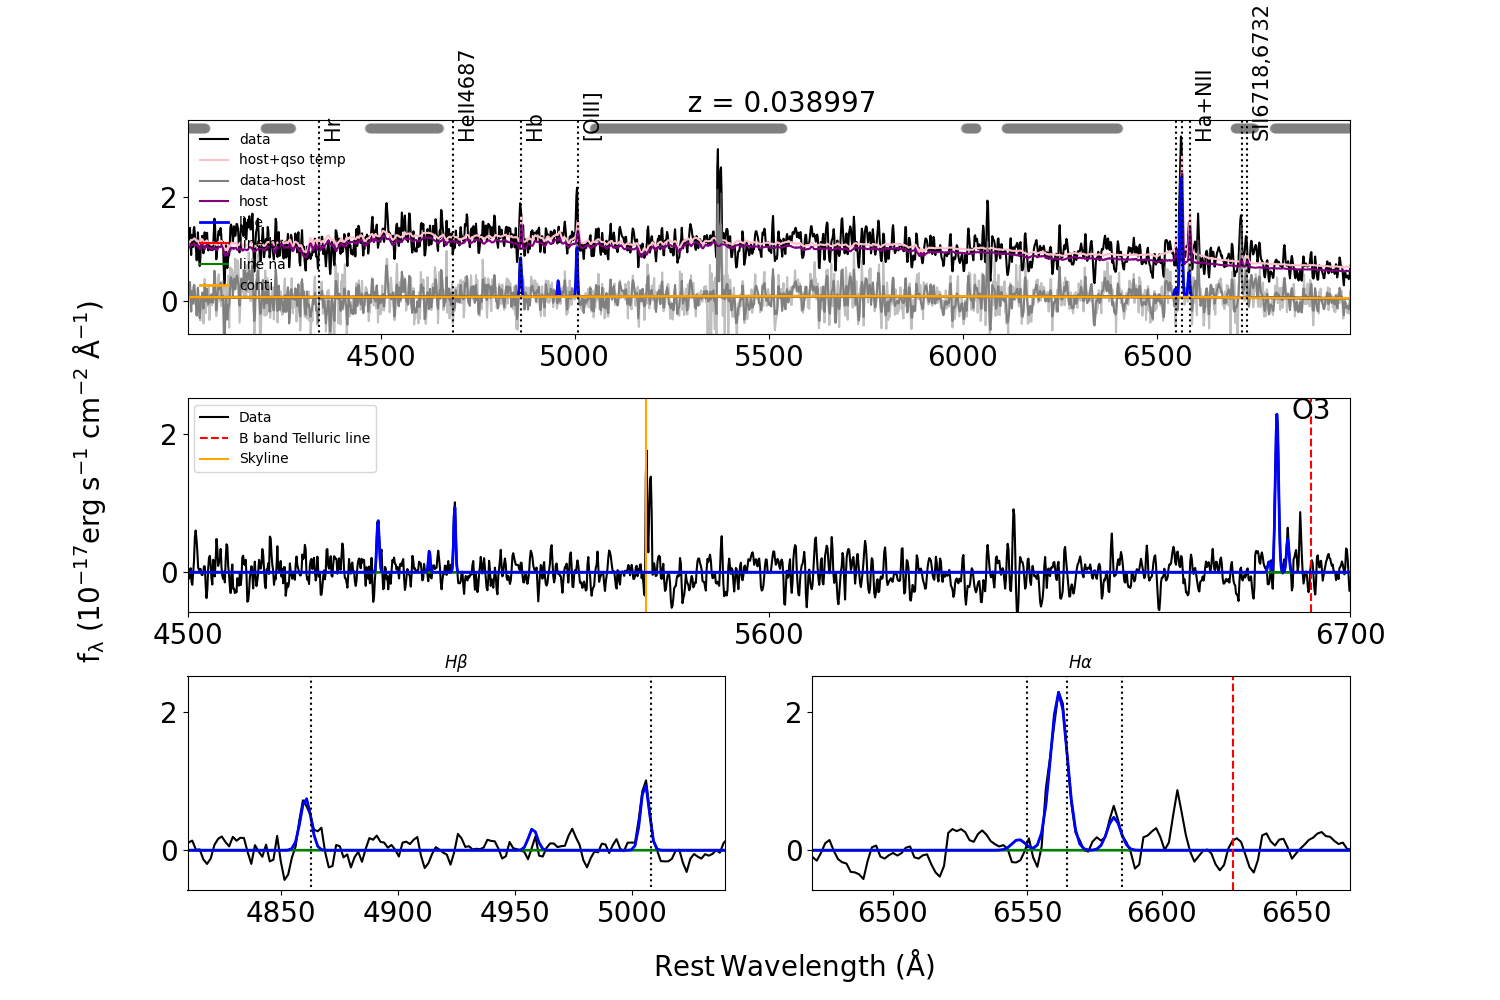 z = 0.038997
Hr
HeII4687
Hb
[OIII]
Ha+NII
SII6718,6732
data
host+qso temp
data-host
host
line
line na
conti
2
0
4500
5000
5500
6000
6500
fλ (10⁻¹⁷erg s⁻¹ cm⁻² Å⁻¹)
Data
B band Telluric line
Skyline
O3
2
0
4500
5600
6700
Hβ
2
0
4850
4900
4950
5000
Hα
2
0
6500
6550
6600
6650
Rest Wavelength (Å)